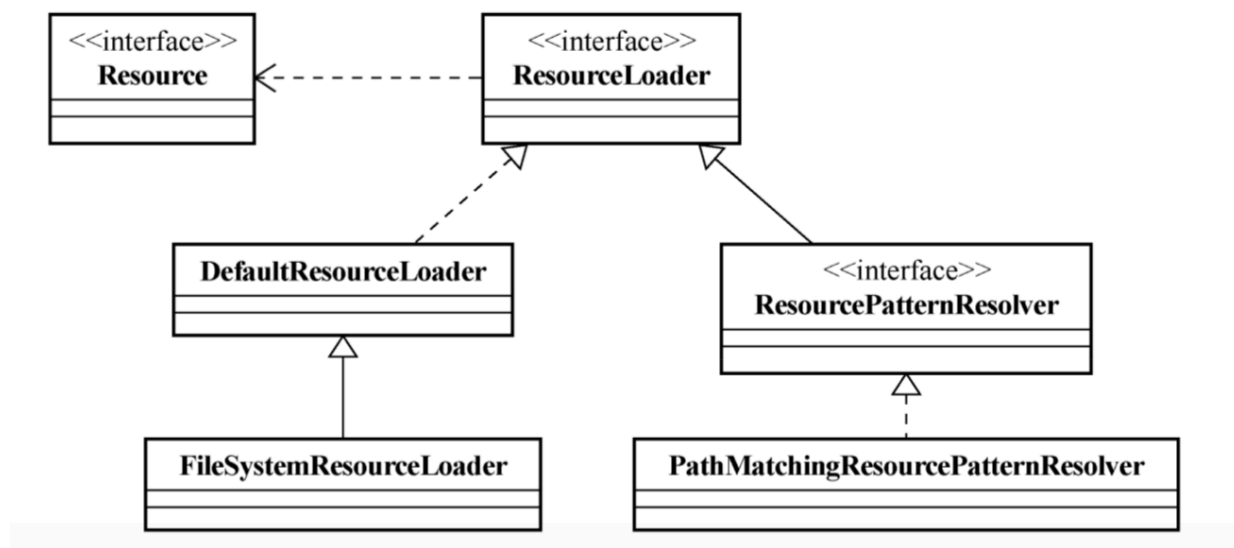 <<interface>>
Resource
<<interface>>
ResourceLoader
DefaultResourceLoader
<<interface>>
ResourcePatternResolver
FileSystemResourceLoader
PathMatchingResourcePatternResolver